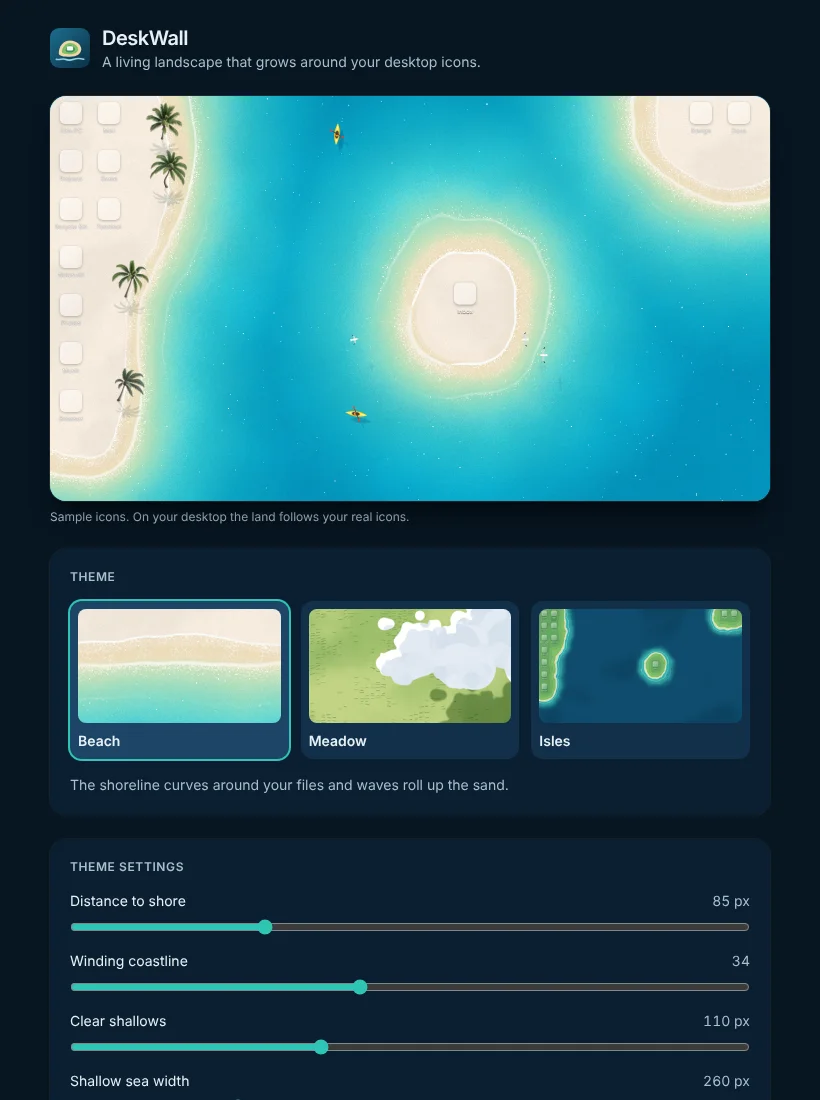 DeskWall
A living landscape that grows around your desktop icons.
Sample icons. On your desktop the land follows your real icons.
THEME
Beach
Meadow
Isles
The shoreline curves around your files and waves roll up the sand.
THEME SETTINGS
Distance to shore 85 px
Winding coastline 34
Clear shallows 110 px
Shallow sea width 260 px